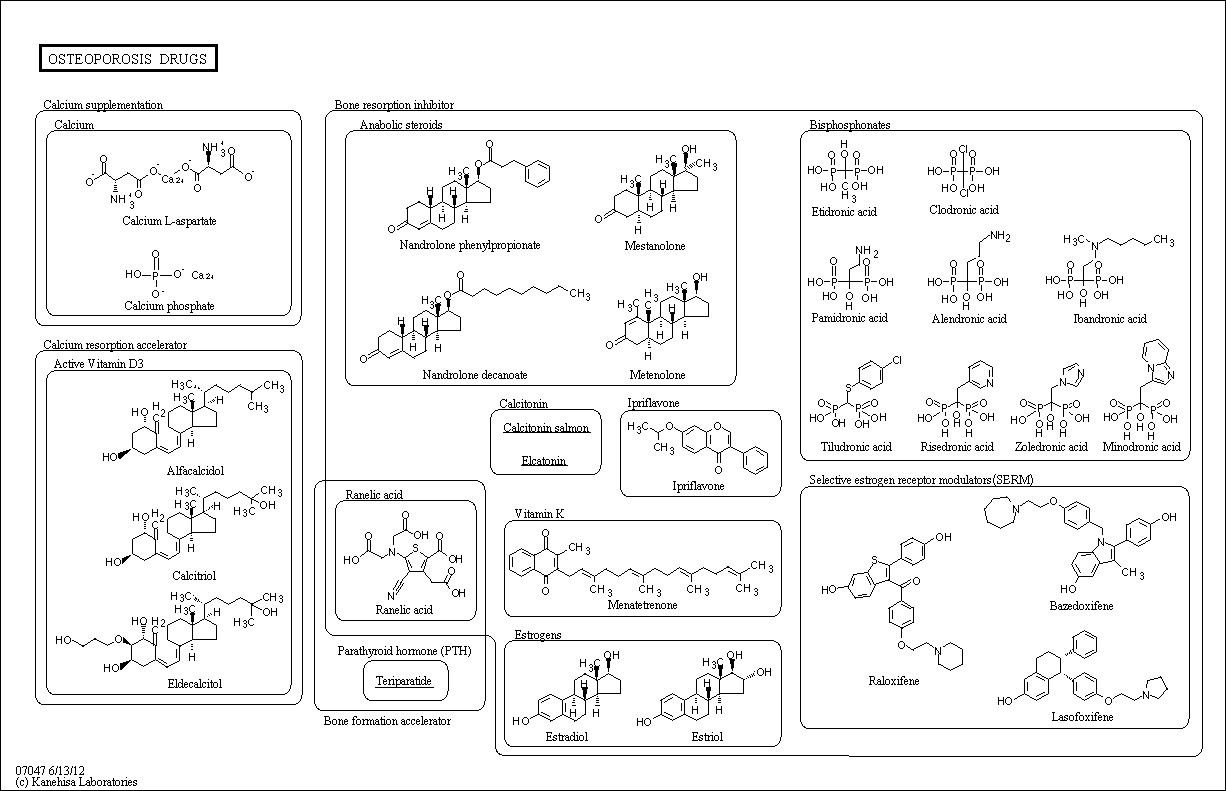 OSTEOPOROSIS DRUGS
Calcium supplementation
Calcium
Calcium L-aspartate
Calcium phosphate
Calcium resorption accelerator
Active Vitamin D3
Alfacalcidol
Calcitriol
Eldecalcitol
Bone resorption inhibitor
Anabolic steroids
Nandrolone phenylpropionate
Mestanolone
Nandrolone decanoate
Metenolone
Calcitonin
Calcitonin salmon
Elcatonin
Ipriflavone
Ipriflavone
Ranelic acid
Ranelic acid
Vitamin K
Menatetrenone
Parathyroid hormone (PTH)
Teriparatide
Bone formation accelerator
Estrogens
Estradiol
Estriol
Bisphosphonates
Etidronic acid
Clodronic acid
Pamidronic acid
Alendronic acid
Ibandronic acid
Tiludronic acid
Risedronic acid
Zoledronic acid
Minodronic acid
Selective estrogen receptor modulators(SERM)
Raloxifene
Bazedoxifene
Lasofoxifene
07047 6/13/12
(c) Kanehisa Laboratories